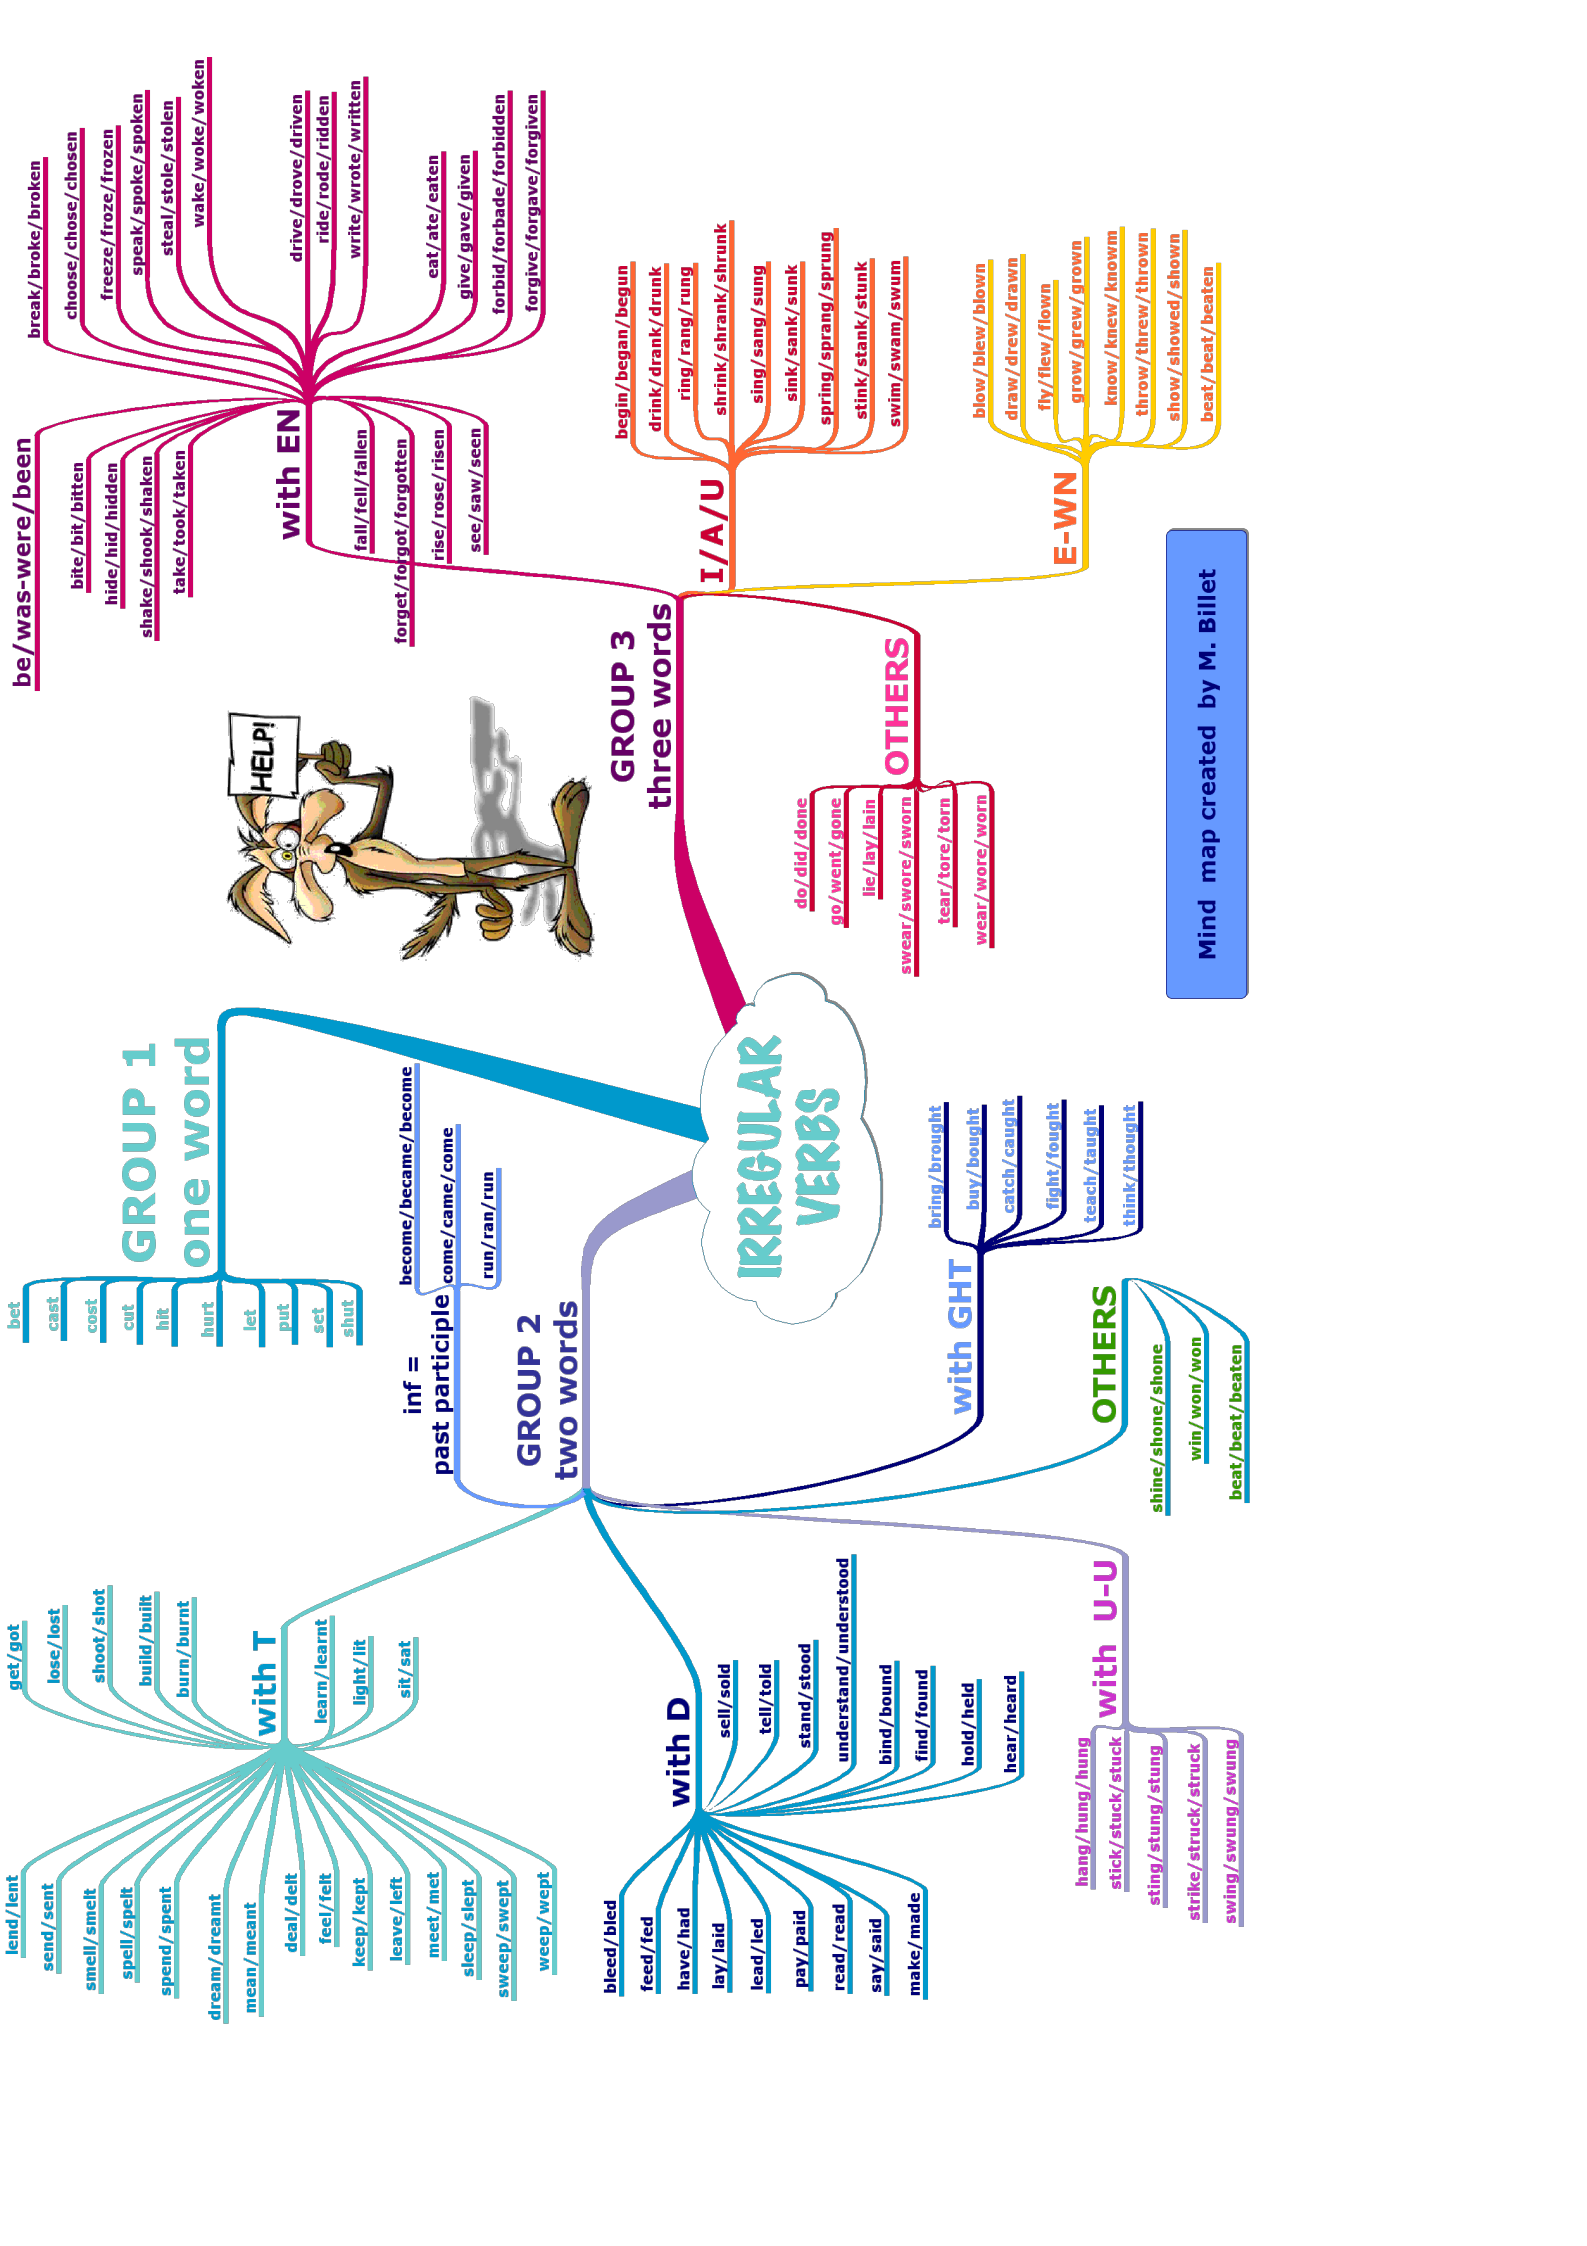 IRREGULAR
VERBS
GROUP 1
one word
bet
cast
cost
cut
hit
hurt
let
put
set
shut
GROUP 2
two words
inf =
past participle
become/became/become
come/came/come
run/ran/run
with T
get/got
lose/lost
shoot/shot
build/built
burn/burnt
learn/learnt
light/lit
sit/sat
lend/lent
send/sent
smell/smelt
spell/spelt
spend/spent
dream/dreamt
mean/meant
deal/delt
feel/felt
keep/kept
leave/left
meet/met
sleep/slept
sweep/swept
weep/wept
with D
sell/sold
tell/told
stand/stood
understand/understood
bind/bound
find/found
hold/held
hear/heard
bleed/bled
feed/fed
have/had
lay/laid
lead/led
pay/paid
read/read
say/said
make/made
with GHT
bring/brought
buy/bought
catch/caught
fight/fought
teach/taught
think/thought
OTHERS
shine/shone/shone
win/won/won
beat/beat/beaten
with U-U
hang/hung/hung
stick/stuck/stuck
sting/stung/stung
strike/struck/struck
swing/swung/swung
GROUP 3
three words
with EN
break/broke/broken
choose/chose/chosen
freeze/froze/frozen
speak/spoke/spoken
steal/stole/stolen
wake/woke/woken
drive/drove/driven
ride/rode/ridden
write/wrote/written
eat/ate/eaten
give/gave/given
forbid/forbade/forbidden
forgive/forgave/forgiven
be/was-were/been
bite/bit/bitten
hide/hid/hidden
shake/shook/shaken
take/took/taken
fall/fell/fallen
forget/forgot/forgotten
rise/rose/risen
see/saw/seen
I/A/U
begin/began/begun
drink/drank/drunk
ring/rang/rung
shrink/shrank/shrunk
sing/sang/sung
sink/sank/sunk
spring/sprang/sprung
stink/stank/stunk
swim/swam/swum
E-WN
blow/blew/blown
draw/drew/drawn
fly/flew/flown
grow/grew/grown
know/knew/knowm
throw/threw/thrown
show/showed/shown
beat/beat/beaten
OTHERS
do/did/done
go/went/gone
lie/lay/lain
swear/swore/sworn
tear/tore/torn
wear/wore/worn
HELP!
Mind map created by M. Billet